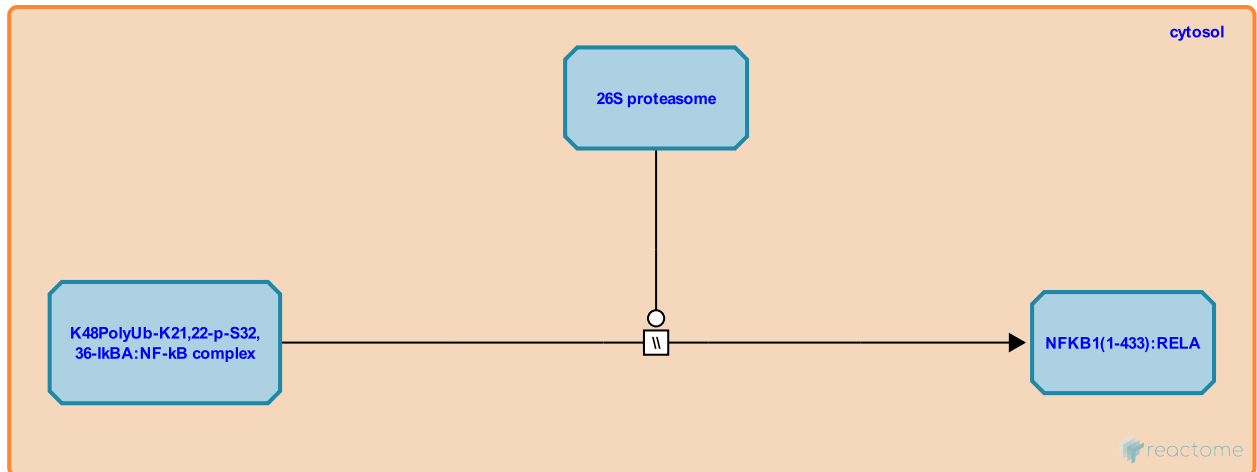 cytosol
26S proteasome
K48PolyUb-K21,22-p-S32,
36-IkBA:NF-kB complex
\\
NFKB1(1-433):RELA
reactome